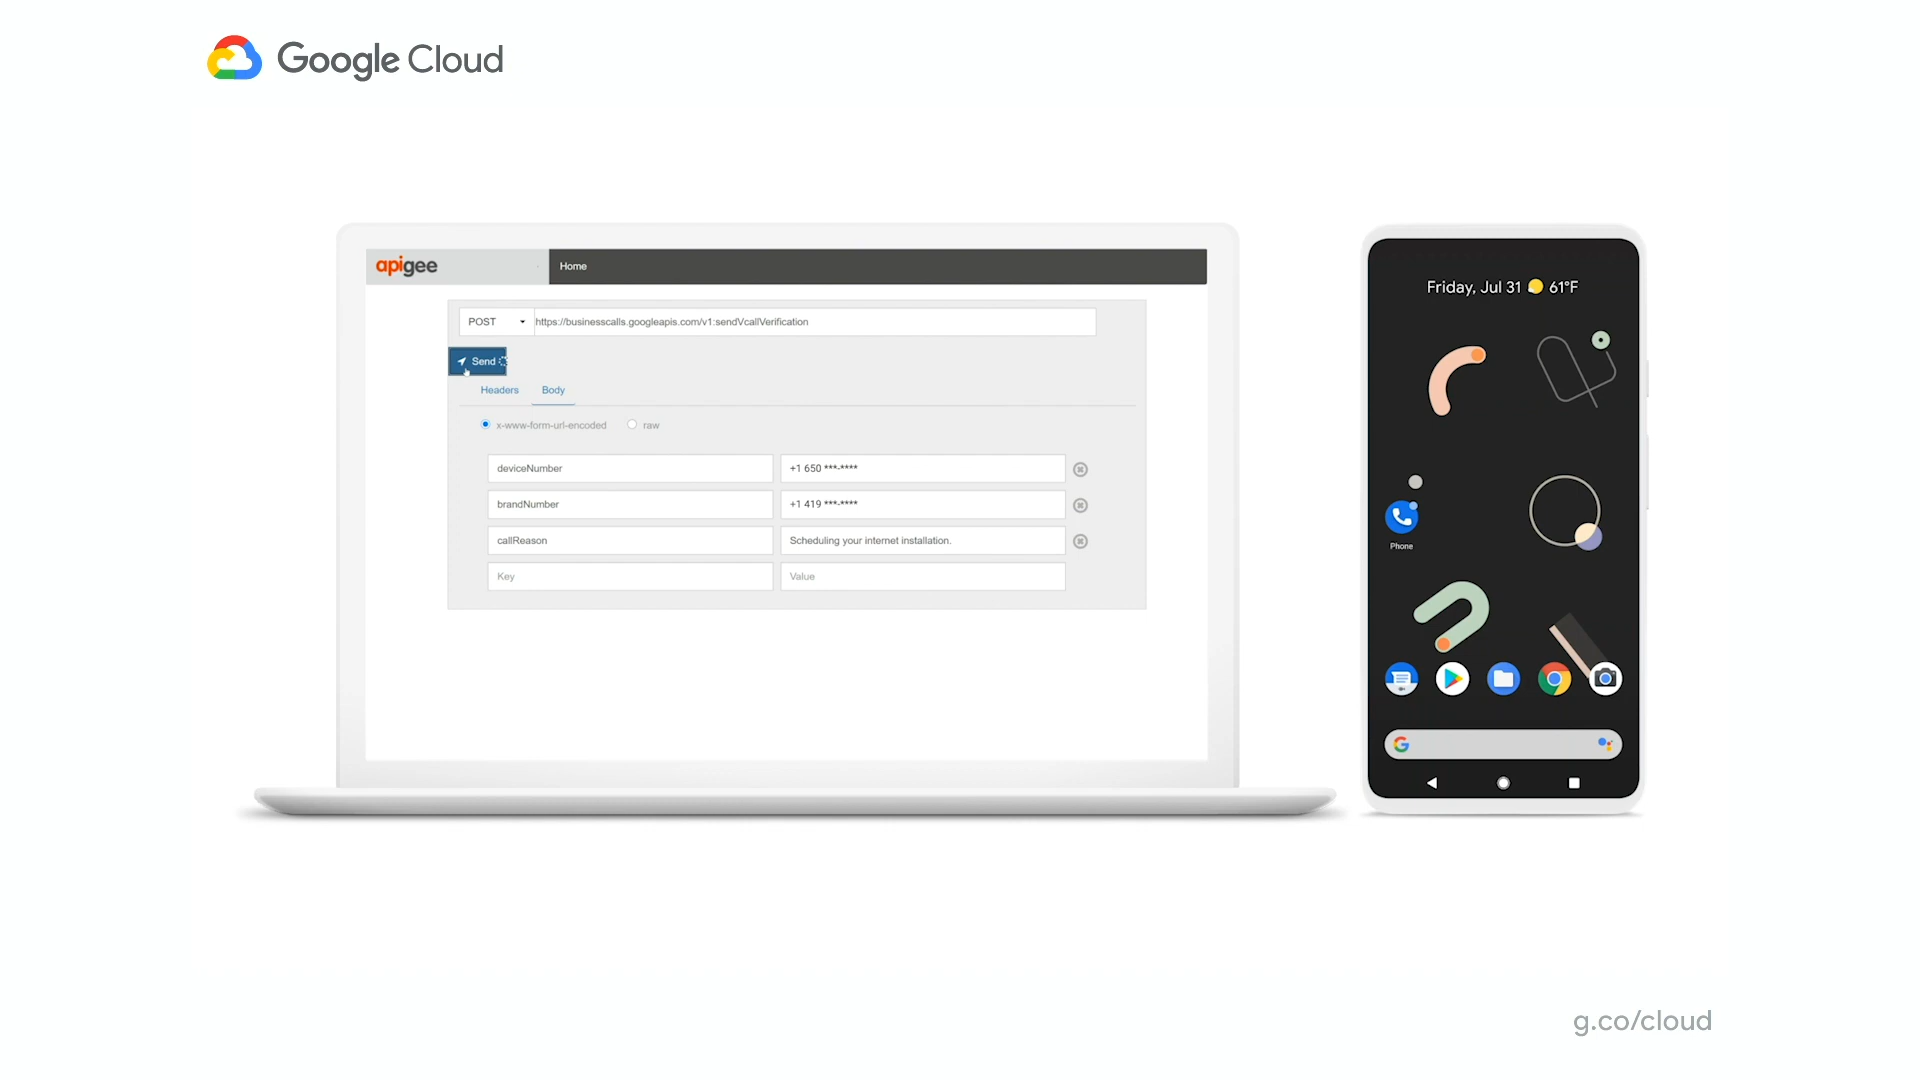 Google Cloud
apigee
Home
POST
https://businesscalls.googleapis.com/v1:sendVcallVerification
Send
Headers
Body
x-www-form-url-encoded
raw
deviceNumber
+1 650 ***-****
brandNumber
+1 419 ***-****
callReason
Scheduling your internet installation.
Key
Value
Friday, Jul 31 61°F
Phone
g.co/cloud